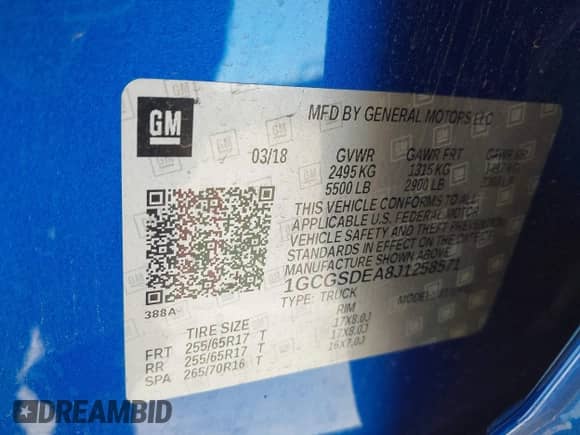 GM
MFD BY GENERAL MOTORS LLC
03/18 GVWR GAWR FRT GAWR RR
2495 KG 1315 KG
5500 LB 2900 LB
THIS VEHICLE CONFORMS TO ALL
APPLICABLE U.S. FEDERAL MOTOR
VEHICLE SAFETY AND THEFT PREVENTION
STANDARDS IN EFFECT ON THE DATE OF
MANUFACTURE SHOWN ABOVE.
1GCGSDEA8J1258571
388A
TYPE: TRUCK MODEL:
TIRE SIZE RIM
FRT 255/65R17 T 17X8.0J
RR 255/65R17 T 17X8.0J
SPA 265/70R16 T 16X7.0J
DREAMBID